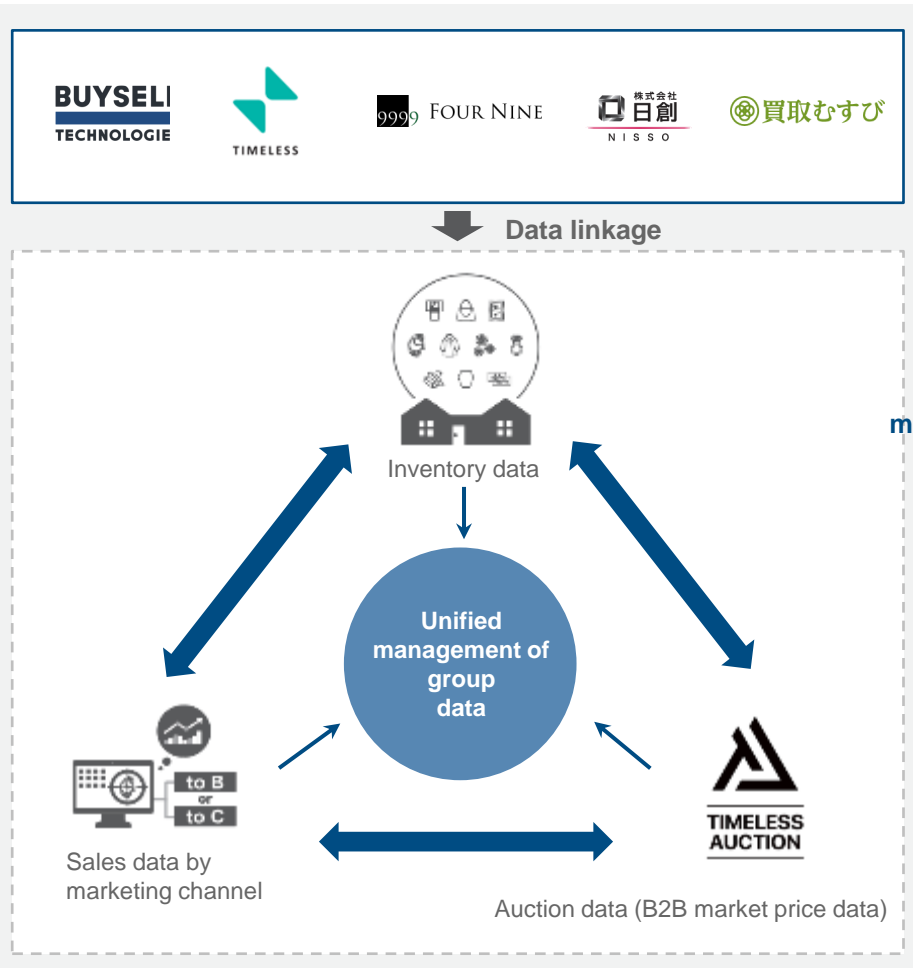 BUYSELL
TECHNOLOGIE
TIMELESS
9999 FOUR NINE
株式会社
日創
NISSO
買取むすび
Data linkage
m
Inventory data
Unified
management of
group
data
to B
or
to C
Sales data by
marketing channel
TIMELESS
AUCTION
Auction data (B2B market price data)